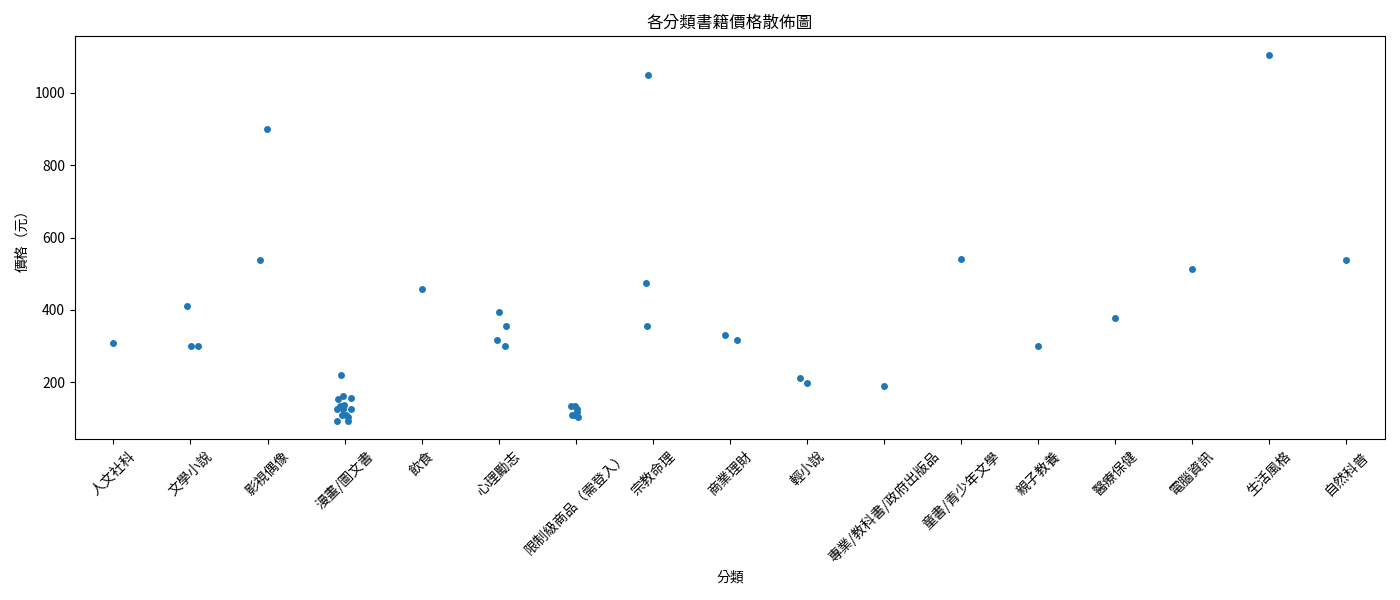 各分類書籍價格散佈圖
價格（元）
1000
800
600
400
200
人文社科
文學小說
影視偶像
漫畫/圖文書
飲食
心理勵志
限制級商品（需登入）
宗教命理
商業理財
輕小說
專業/教科書/政府出版品
童書/青少年文學
親子教養
醫療保健
電腦資訊
生活風格
自然科普
分類